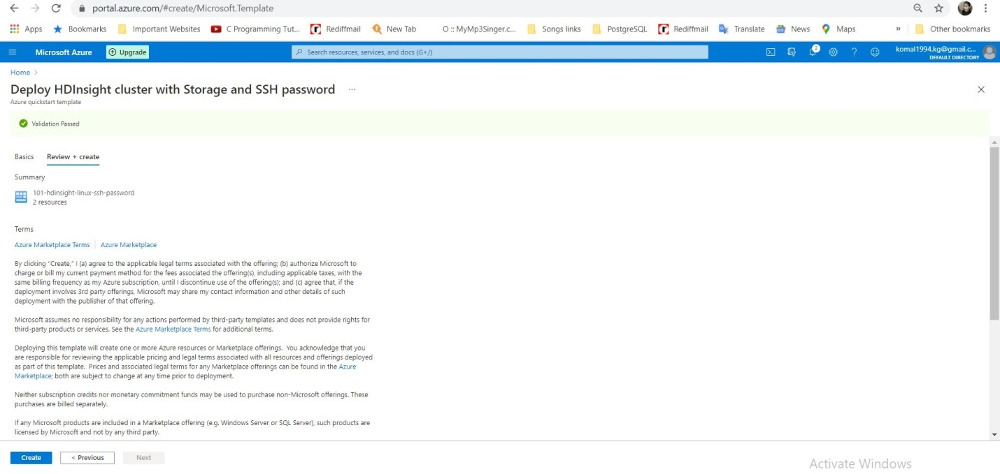 portal.azure.com/#create/Microsoft.Template
Apps Bookmarks Important Websites C Programming Tut... Rediffmail New Tab O :: MyMp3Singer.c... Songs links PostgreSQL Rediffmail Translate News Maps » Other bookmarks
Microsoft Azure Upgrade Search resources, services, and docs (G+/) 2 komal1994.kg@gmail.c...
DEFAULT DIRECTORY
Home >
Deploy HDInsight cluster with Storage and SSH password ...
Azure quickstart template
Validation Passed
Basics Review + create
Summary
101-hdinsight-linux-ssh-password
2 resources
Terms
Azure Marketplace Terms Azure Marketplace
By clicking "Create," I (a) agree to the applicable legal terms associated with the offering; (b) authorize Microsoft to
charge or bill my current payment method for the fees associated the offering(s), including applicable taxes, with the
same billing frequency as my Azure subscription, until I discontinue use of the offering(s); and (c) agree that, if the
deployment involves 3rd party offerings, Microsoft may share my contact information and other details of such
deployment with the publisher of that offering.
Microsoft assumes no responsibility for any actions performed by third-party templates and does not provide rights for
third-party products or services. See the Azure Marketplace Terms for additional terms.
Deploying this template will create one or more Azure resources or Marketplace offerings. You acknowledge that you
are responsible for reviewing the applicable pricing and legal terms associated with all resources and offerings deployed
as part of this template. Prices and associated legal terms for any Marketplace offerings can be found in the Azure
Marketplace; both are subject to change at any time prior to deployment.
Neither subscription credits nor monetary commitment funds may be used to purchase non-Microsoft offerings. These
purchases are billed separately.
If any Microsoft products are included in a Marketplace offering (e.g. Windows Server or SQL Server), such products are
licensed by Microsoft and not by any third party.
Create < Previous Next
Activate Windows